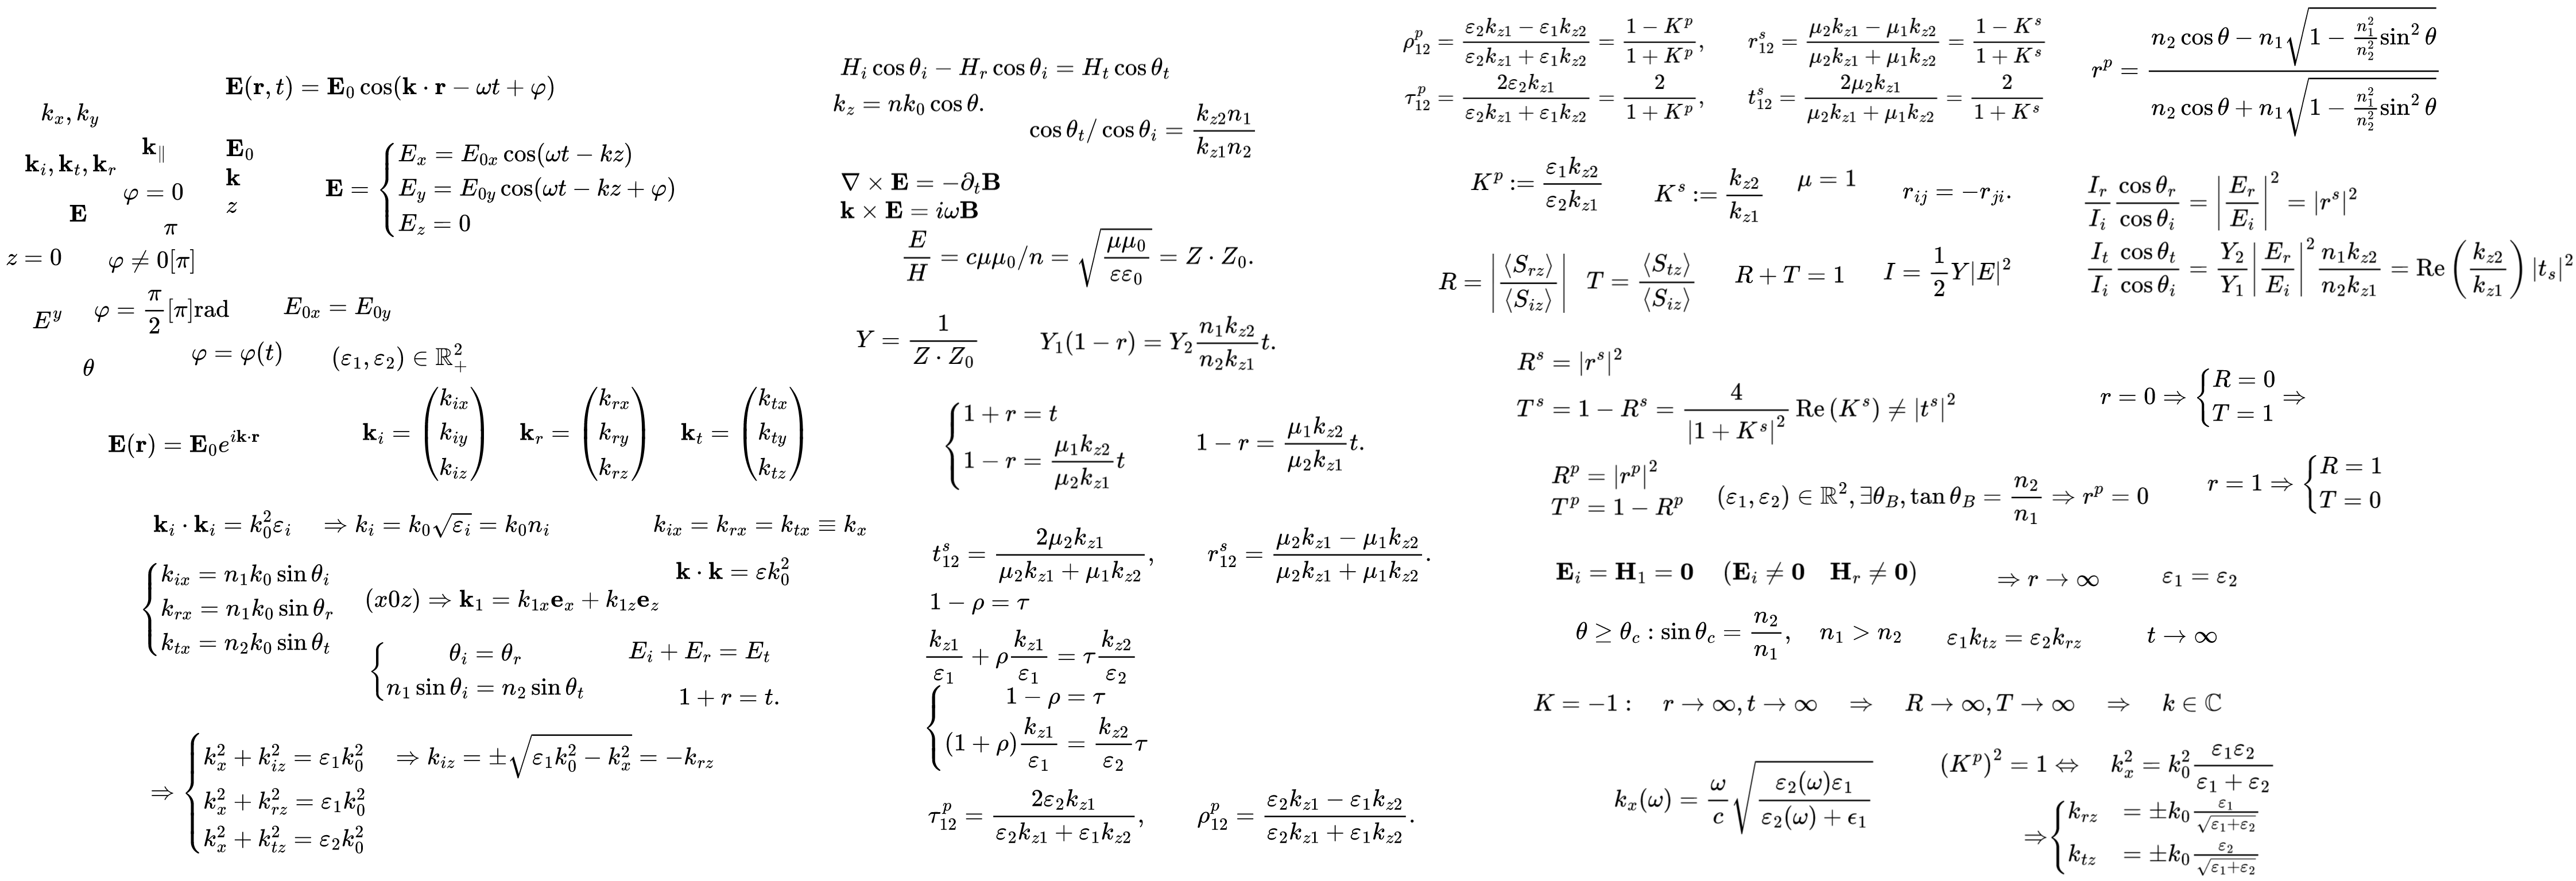 $\mathbf{E}(\mathbf{r}, t) = \mathbf{E}_0 \cos(\mathbf{k} \cdot \mathbf{r} - \omega t + \varphi)$
$k_x, k_y$
$\mathbf{k}_{\parallel}$
$\mathbf{k}_i, \mathbf{k}_t, \mathbf{k}_r$
$\varphi = 0$
$\mathbf{E}$
$\pi$
$z = 0$
$\varphi \neq 0[\pi]$
$\mathbf{E}_0$
$\mathbf{k}$
$z$
$\mathbf{E} = \begin{cases} E_x = E_{0x} \cos(\omega t - kz) \\ E_y = E_{0y} \cos(\omega t - kz + \varphi) \\ E_z = 0 \end{cases}$
$E^y$
$\varphi = \frac{\pi}{2}[\pi]\text{rad}$
$E_{0x} = E_{0y}$
$\theta$
$\varphi = \varphi(t)$
$(\varepsilon_1, \varepsilon_2) \in \mathbb{R}_+^2$
$\mathbf{E}(\mathbf{r}) = \mathbf{E}_0 e^{i\mathbf{k} \cdot \mathbf{r}}$
$\mathbf{k}_i = \begin{pmatrix} k_{ix} \\ k_{iy} \\ k_{iz} \end{pmatrix} \quad \mathbf{k}_r = \begin{pmatrix} k_{rx} \\ k_{ry} \\ k_{rz} \end{pmatrix} \quad \mathbf{k}_t = \begin{pmatrix} k_{tx} \\ k_{ty} \\ k_{tz} \end{pmatrix}$
$\mathbf{k}_i \cdot \mathbf{k}_i = k_0^2 \varepsilon_i \quad \Rightarrow k_i = k_0 \sqrt{\varepsilon_i} = k_0 n_i$
$k_{ix} = k_{rx} = k_{tx} \equiv k_x$
$\begin{cases} k_{ix} = n_1 k_0 \sin\theta_i \\ k_{rx} = n_1 k_0 \sin\theta_r \\ k_{tx} = n_2 k_0 \sin\theta_t \end{cases}$
$\mathbf{k} \cdot \mathbf{k} = \varepsilon k_0^2$
$(x0z) \Rightarrow \mathbf{k}_1 = k_{1x} \mathbf{e}_x + k_{1z} \mathbf{e}_z$
$\begin{cases} \theta_i = \theta_r \\ n_1 \sin\theta_i = n_2 \sin\theta_t \end{cases}$
$E_i + E_r = E_t$
$1 + r = t.$
$\Rightarrow \begin{cases} k_x^2 + k_{iz}^2 = \varepsilon_1 k_0^2 \quad \Rightarrow k_{iz} = \pm\sqrt{\varepsilon_1 k_0^2 - k_x^2} = -k_{rz} \\ k_x^2 + k_{rz}^2 = \varepsilon_1 k_0^2 \\ k_x^2 + k_{tz}^2 = \varepsilon_2 k_0^2 \end{cases}$
$H_i \cos\theta_i - H_r \cos\theta_i = H_t \cos\theta_t$
$k_z = n k_0 \cos\theta.$
$\cos\theta_t / \cos\theta_i = \frac{k_{z2} n_1}{k_{z1} n_2}$
$\nabla \times \mathbf{E} = -\partial_t \mathbf{B}$
$\mathbf{k} \times \mathbf{E} = i\omega \mathbf{B}$
$\frac{E}{H} = c\mu\mu_0/n = \sqrt{\frac{\mu\mu_0}{\varepsilon\varepsilon_0}} = Z \cdot Z_0.$
$Y = \frac{1}{Z \cdot Z_0}$
$Y_1(1 - r) = Y_2 \frac{n_1 k_{z2}}{n_2 k_{z1}} t.$
$\begin{cases} 1 + r = t \\ 1 - r = \frac{\mu_1 k_{z2}}{\mu_2 k_{z1}} t \end{cases}$
$1 - r = \frac{\mu_1 k_{z2}}{\mu_2 k_{z1}} t.$
$t_{12}^s = \frac{2\mu_2 k_{z1}}{\mu_2 k_{z1} + \mu_1 k_{z2}}, \quad r_{12}^s = \frac{\mu_2 k_{z1} - \mu_1 k_{z2}}{\mu_2 k_{z1} + \mu_1 k_{z2}}.$
$1 - \rho = \tau$
$\frac{k_{z1}}{\varepsilon_1} + \rho \frac{k_{z1}}{\varepsilon_1} = \tau \frac{k_{z2}}{\varepsilon_2}$
$\begin{cases} 1 - \rho = \tau \\ (1 + \rho) \frac{k_{z1}}{\varepsilon_1} = \frac{k_{z2}}{\varepsilon_2} \tau \end{cases}$
$\tau_{12}^p = \frac{2\varepsilon_2 k_{z1}}{\varepsilon_2 k_{z1} + \varepsilon_1 k_{z2}}, \quad \rho_{12}^p = \frac{\varepsilon_2 k_{z1} - \varepsilon_1 k_{z2}}{\varepsilon_2 k_{z1} + \varepsilon_1 k_{z2}}.$
$\rho_{12}^p = \frac{\varepsilon_2 k_{z1} - \varepsilon_1 k_{z2}}{\varepsilon_2 k_{z1} + \varepsilon_1 k_{z2}} = \frac{1 - K^p}{1 + K^p}, \quad r_{12}^s = \frac{\mu_2 k_{z1} - \mu_1 k_{z2}}{\mu_2 k_{z1} + \mu_1 k_{z2}} = \frac{1 - K^s}{1 + K^s}$
$\tau_{12}^p = \frac{2\varepsilon_2 k_{z1}}{\varepsilon_2 k_{z1} + \varepsilon_1 k_{z2}} = \frac{2}{1 + K^p}, \quad t_{12}^s = \frac{2\mu_2 k_{z1}}{\mu_2 k_{z1} + \mu_1 k_{z2}} = \frac{2}{1 + K^s}$
$r^p = \frac{n_2 \cos\theta - n_1 \sqrt{1 - \frac{n_1^2}{n_2^2} \sin^2\theta}}{n_2 \cos\theta + n_1 \sqrt{1 - \frac{n_1^2}{n_2^2} \sin^2\theta}}$
$K^p := \frac{\varepsilon_1 k_{z2}}{\varepsilon_2 k_{z1}}$
$K^s := \frac{k_{z2}}{k_{z1}}$
$\mu = 1$
$r_{ij} = -r_{ji}.$
$\frac{I_r}{I_i} \frac{\cos\theta_r}{\cos\theta_i} = \left| \frac{E_r}{E_i} \right|^2 = |r^s|^2$
$R = \left| \frac{\langle S_{rz} \rangle}{\langle S_{iz} \rangle} \right| \quad T = \frac{\langle S_{tz} \rangle}{\langle S_{iz} \rangle}$
$R + T = 1$
$I = \frac{1}{2} Y |E|^2$
$\frac{I_t}{I_i} \frac{\cos\theta_t}{\cos\theta_i} = \frac{Y_2}{Y_1} \left| \frac{E_r}{E_i} \right|^2 \frac{n_1 k_{z2}}{n_2 k_{z1}} = \text{Re}\left( \frac{k_{z2}}{k_{z1}} \right) |t_s|^2$
$R^s = |r^s|^2$
$T^s = 1 - R^s = \frac{4}{|1 + K^s|^2} \text{Re}(K^s) \neq |t^s|^2$
$r = 0 \Rightarrow \begin{cases} R = 0 \\ T = 1 \end{cases} \Rightarrow$
$R^p = |r^p|^2$
$T^p = 1 - R^p$
$(\varepsilon_1, \varepsilon_2) \in \mathbb{R}^2, \exists \theta_B, \tan\theta_B = \frac{n_2}{n_1} \Rightarrow r^p = 0$
$r = 1 \Rightarrow \begin{cases} R = 1 \\ T = 0 \end{cases}$
$\mathbf{E}_i = \mathbf{H}_1 = \mathbf{0} \quad (\mathbf{E}_i \neq \mathbf{0} \quad \mathbf{H}_r \neq \mathbf{0})$
$\Rightarrow r \to \infty$
$\varepsilon_1 = \varepsilon_2$
$\theta \geq \theta_c : \sin\theta_c = \frac{n_2}{n_1}, \quad n_1 > n_2$
$\varepsilon_1 k_{tz} = \varepsilon_2 k_{rz}$
$t \to \infty$
$K = -1 : \quad r \to \infty, t \to \infty \quad \Rightarrow \quad R \to \infty, T \to \infty \quad \Rightarrow \quad k \in \mathbb{C}$
$k_x(\omega) = \frac{\omega}{c} \sqrt{\frac{\varepsilon_2(\omega) \varepsilon_1}{\varepsilon_2(\omega) + \epsilon_1}}$
$(K^p)^2 = 1 \Leftrightarrow \quad k_x^2 = k_0^2 \frac{\varepsilon_1 \varepsilon_2}{\varepsilon_1 + \varepsilon_2}$
$\Rightarrow \begin{cases} k_{rz} = \pm k_0 \frac{\varepsilon_1}{\sqrt{\varepsilon_1 + \varepsilon_2}} \\ k_{tz} = \pm k_0 \frac{\varepsilon_2}{\sqrt{\varepsilon_1 + \varepsilon_2}} \end{cases}$